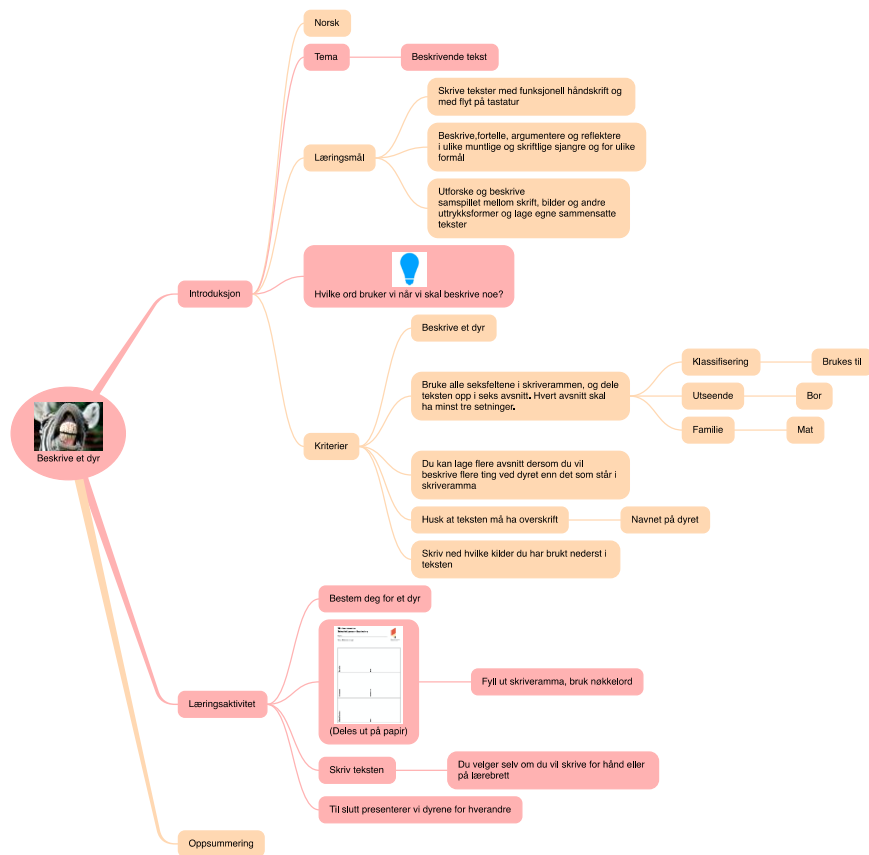 Norsk
Tema
Beskrivende tekst
Skrive tekster med funksjonell håndskrift og
med flyt på tastatur
Læringsmål
Beskrive,fortelle, argumentere og reflektere
i ulike muntlige og skriftlige sjangre og for ulike
formål
Utforske og beskrive
samspillet mellom skrift, bilder og andre
uttrykksformer og lage egne sammensatte
tekster
Introduksjon
Hvilke ord bruker vi når vi skal beskrive noe?
Kriterier
Beskrive et dyr
Bruke alle seksfeltene i skriverammen, og dele
teksten opp i seks avsnitt. Hvert avsnitt skal
ha minst tre setninger.
Klassifisering
Brukes til
Utseende
Bor
Familie
Mat
Du kan lage flere avsnitt dersom du vil
beskrive flere ting ved dyret enn det som står i
skriveramma
Husk at teksten må ha overskrift
Navnet på dyret
Skriv ned hvilke kilder du har brukt nederst i
teksten
Beskrive et dyr
Læringsaktivitet
Bestem deg for et dyr
(Deles ut på papir)
Fyll ut skriveramma, bruk nøkkelord
Skriv teksten
Du velger selv om du vil skrive for hånd eller
på lærebrett
Til slutt presenterer vi dyrene for hverandre
Oppsummering